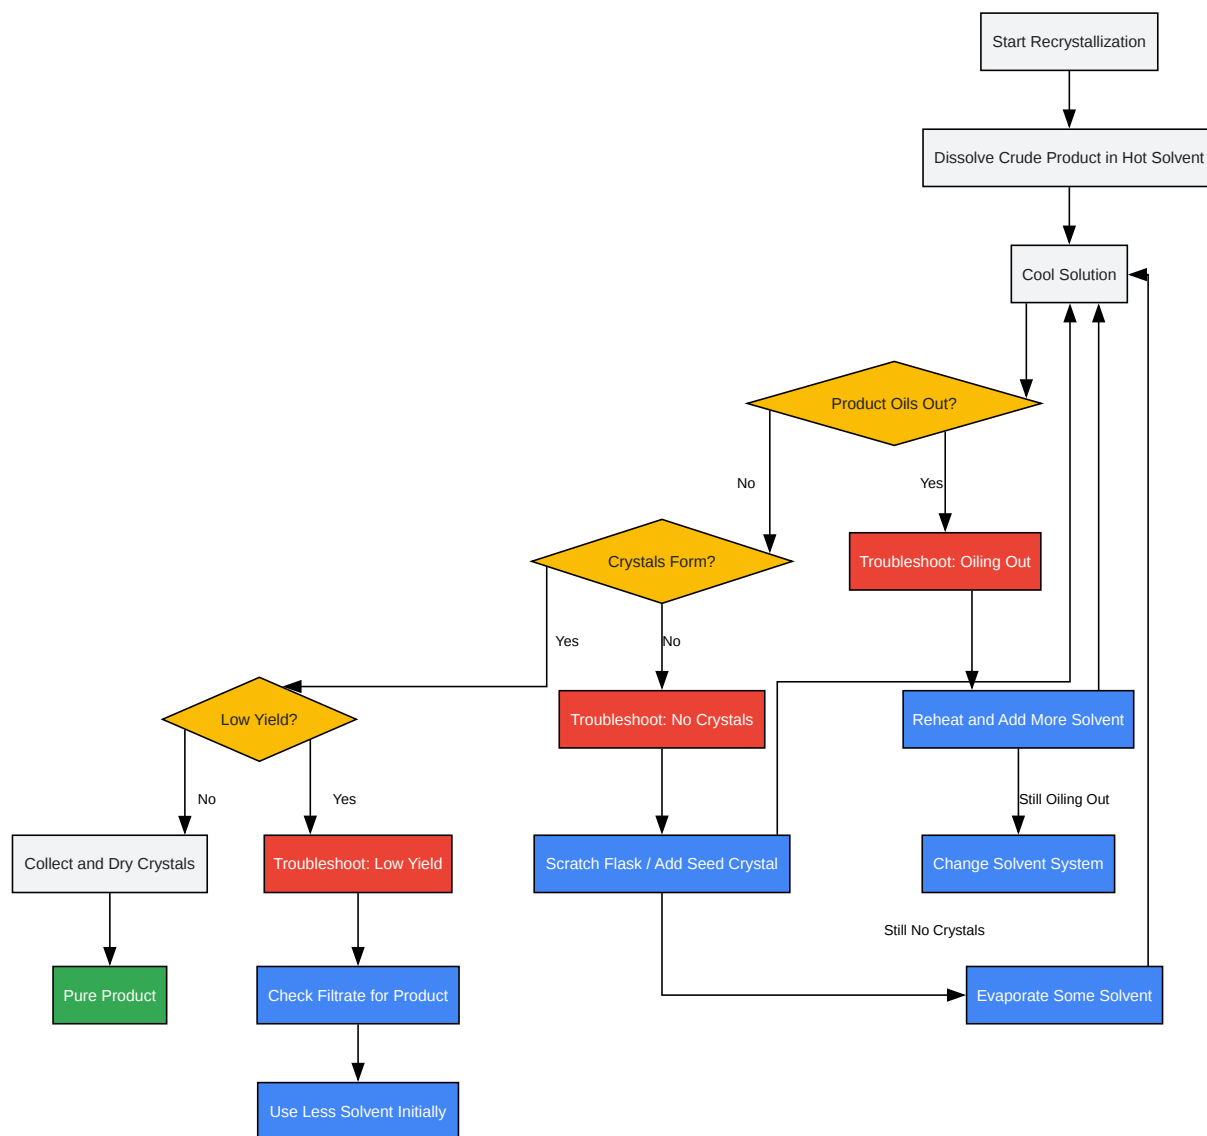 Start Recrystallization
Dissolve Crude Product in Hot Solvent
Cool Solution
Product Oils Out?
No
Yes
Crystals Form?
Troubleshoot: Oiling Out
Yes
No
Low Yield?
Troubleshoot: No Crystals
Reheat and Add More Solvent
No
Yes
Still Oiling Out
Collect and Dry Crystals
Troubleshoot: Low Yield
Scratch Flask / Add Seed Crystal
Change Solvent System
Still No Crystals
Pure Product
Check Filtrate for Product
Evaporate Some Solvent
Use Less Solvent Initially